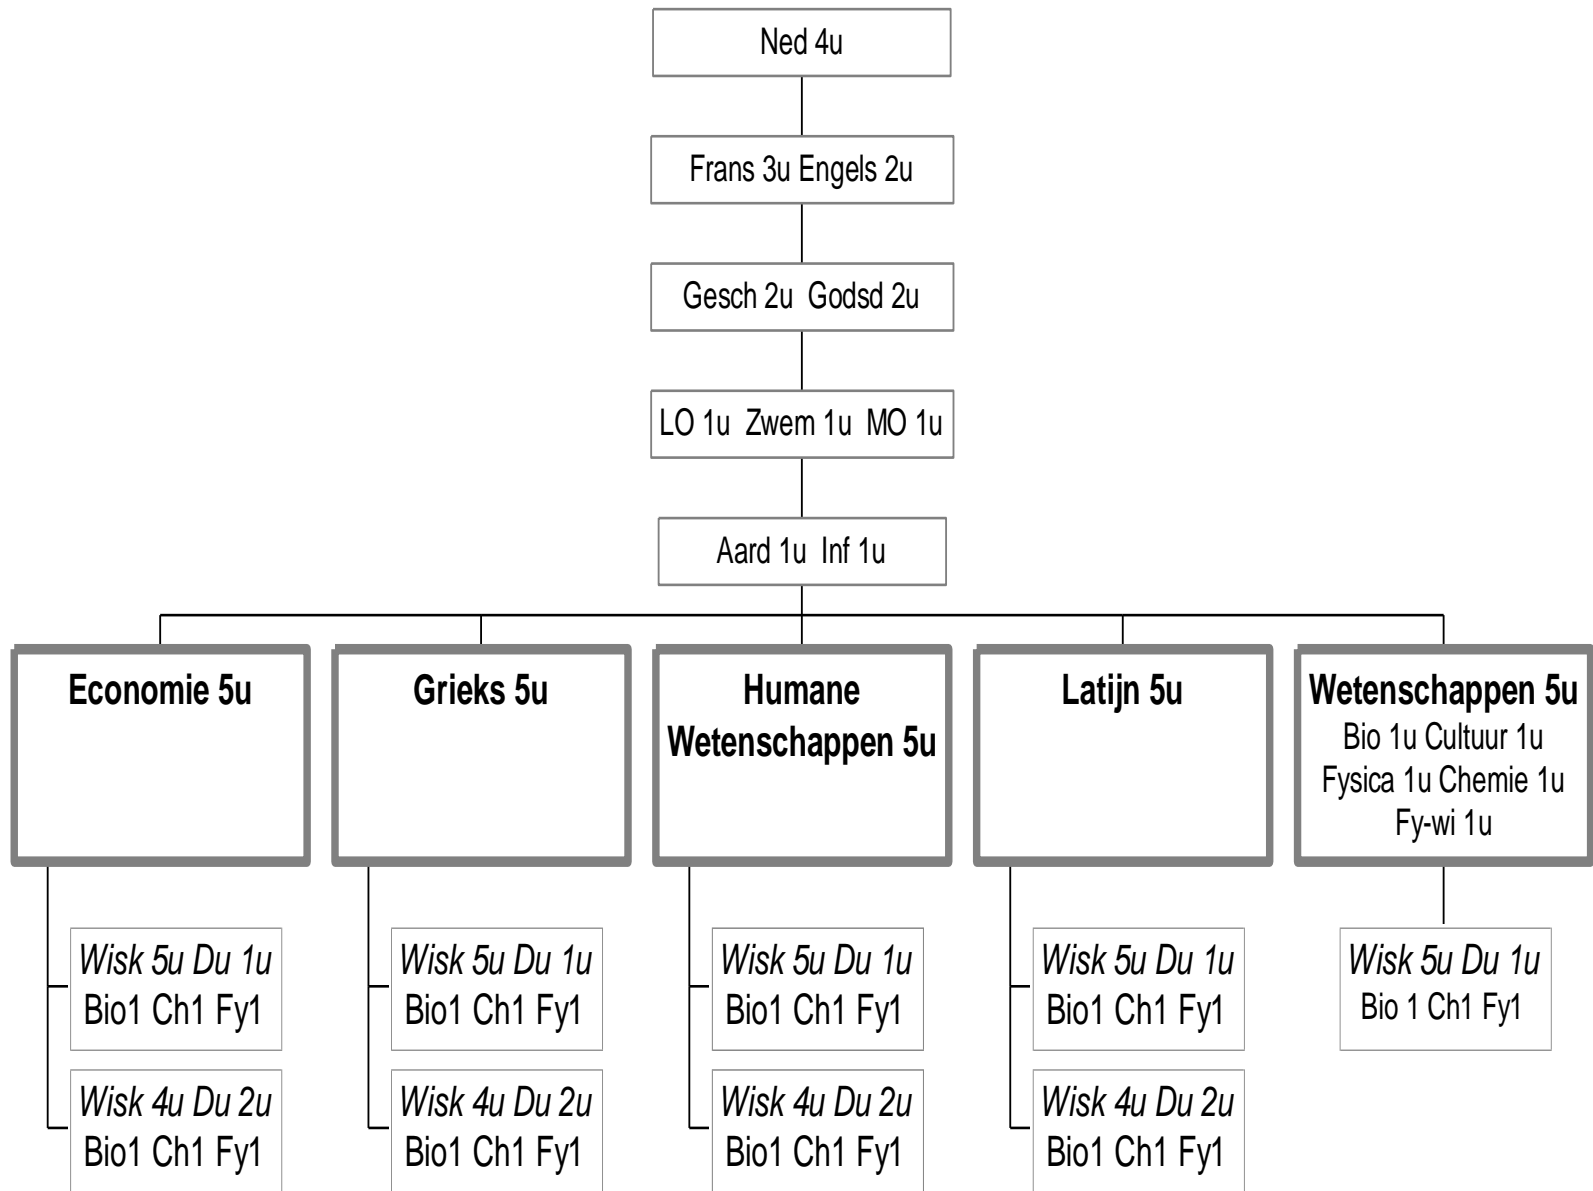 Ned 4u
Frans 3u Engels 2u
Gesch 2u  Godsd 2u
LO 1u  Zwem 1u  MO 1u
Aard 1u  Inf 1u
Economie 5u
Grieks 5u
Humane
Wetenschappen 5u
Latijn 5u
Wetenschappen 5u
Bio 1u Cultuur 1u
Fysica 1u Chemie 1u
Fy-wi 1u
Wisk 5u Du 1u
Bio1 Ch1 Fy1
Wisk 5u Du 1u
Bio1 Ch1 Fy1
Wisk 5u Du 1u
Bio1 Ch1 Fy1
Wisk 5u Du 1u
Bio1 Ch1 Fy1
Wisk 5u Du 1u
Bio 1 Ch1 Fy1
Wisk 4u Du 2u
Bio1 Ch1 Fy1
Wisk 4u Du 2u
Bio1 Ch1 Fy1
Wisk 4u Du 2u
Bio1 Ch1 Fy1
Wisk 4u Du 2u
Bio1 Ch1 Fy1